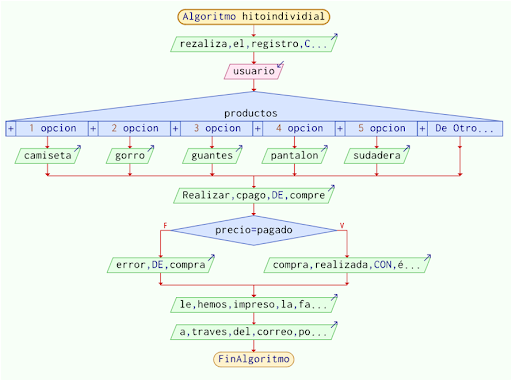 Algoritmo hitoindividial
rezaliza,el,registro,C...
usuario
productos
+ 1 opcion + 2 opcion + 3 opcion + 4 opcion + 5 opcion + De Otro...
camiseta gorro guantes pantalon sudadera
Realizar,cpago,DE,compre
F precio=pagado V
error,DE,compra compra,realizada,CON,é...
le,hemos,impreso,la,fa...
a,traves,del,correo,po...
FinAlgoritmo